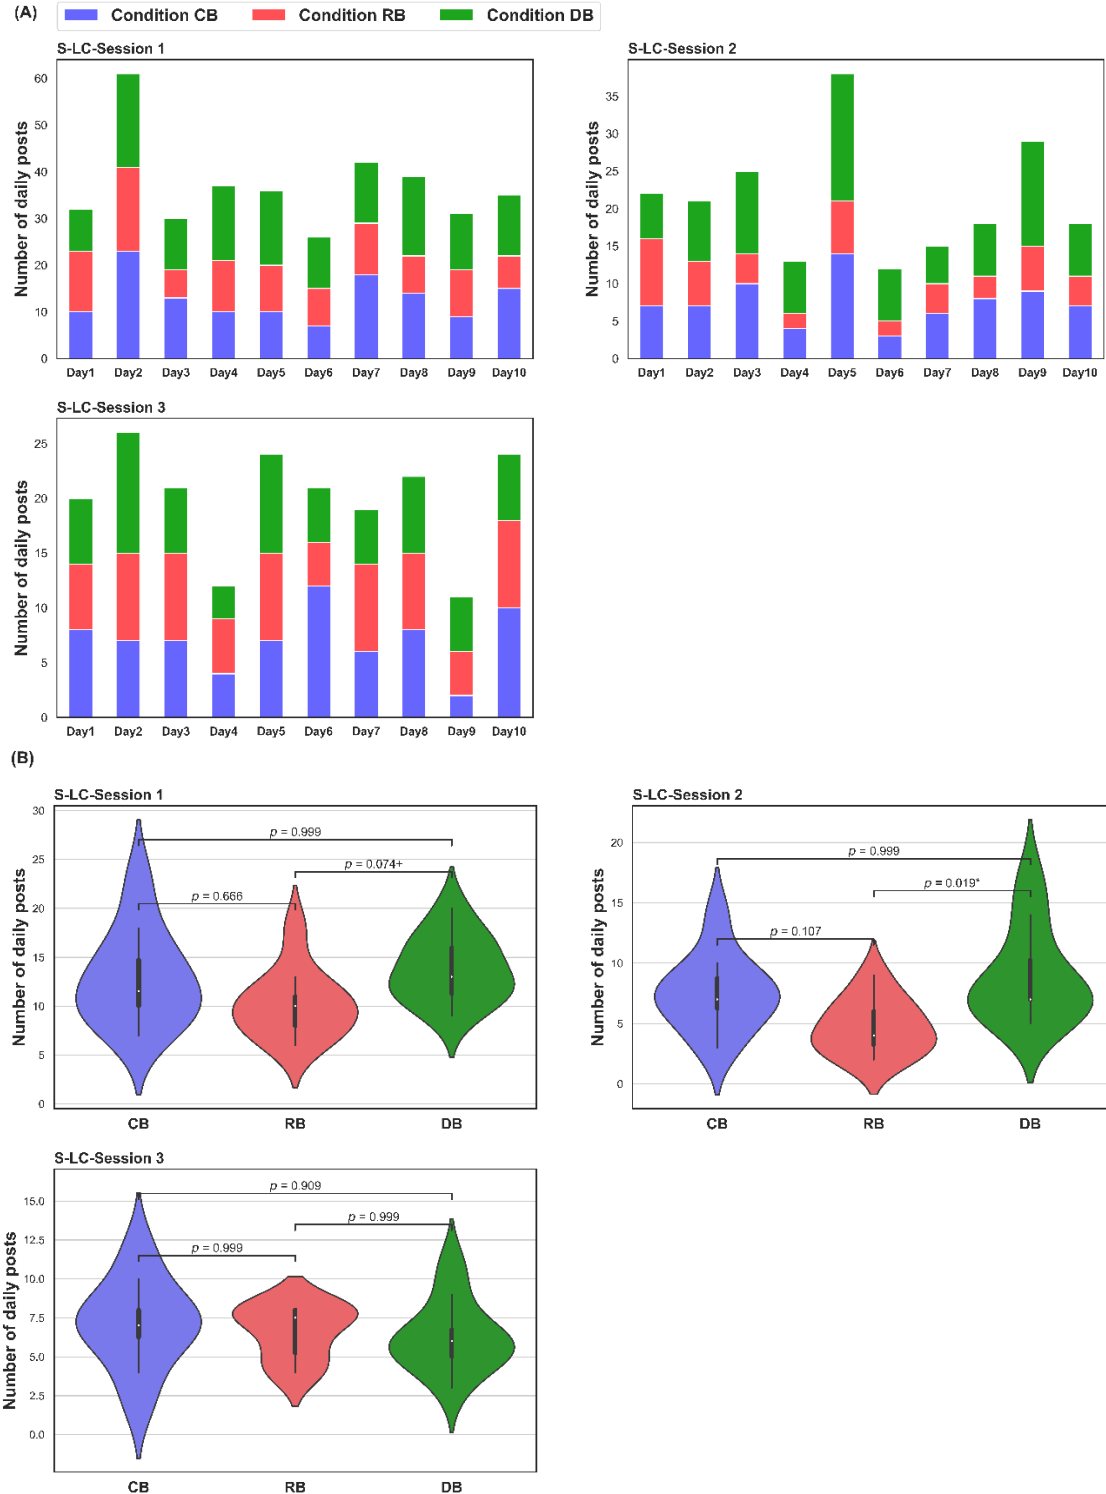 (A)
Condition CB Condition RB Condition DB
S-LC-Session 1
Number of daily posts
60
50
40
30
20
10
0
Day1 Day2 Day3 Day4 Day5 Day6 Day7 Day8 Day9 Day10
S-LC-Session 2
Number of daily posts
35
30
25
20
15
10
5
0
Day1 Day2 Day3 Day4 Day5 Day6 Day7 Day8 Day9 Day10
S-LC-Session 3
Number of daily posts
25
20
15
10
5
0
Day1 Day2 Day3 Day4 Day5 Day6 Day7 Day8 Day9 Day10
(B)
S-LC-Session 1
Number of daily posts
30
25
20
15
10
5
0
p = 0.999
p = 0.074+
p = 0.666
CB RB DB
S-LC-Session 2
Number of daily posts
20
15
10
5
0
p = 0.999
p = 0.019*
p = 0.107
CB RB DB
S-LC-Session 3
Number of daily posts
15.0
12.5
10.0
7.5
5.0
2.5
0.0
p = 0.909
p = 0.999
p = 0.999
CB RB DB